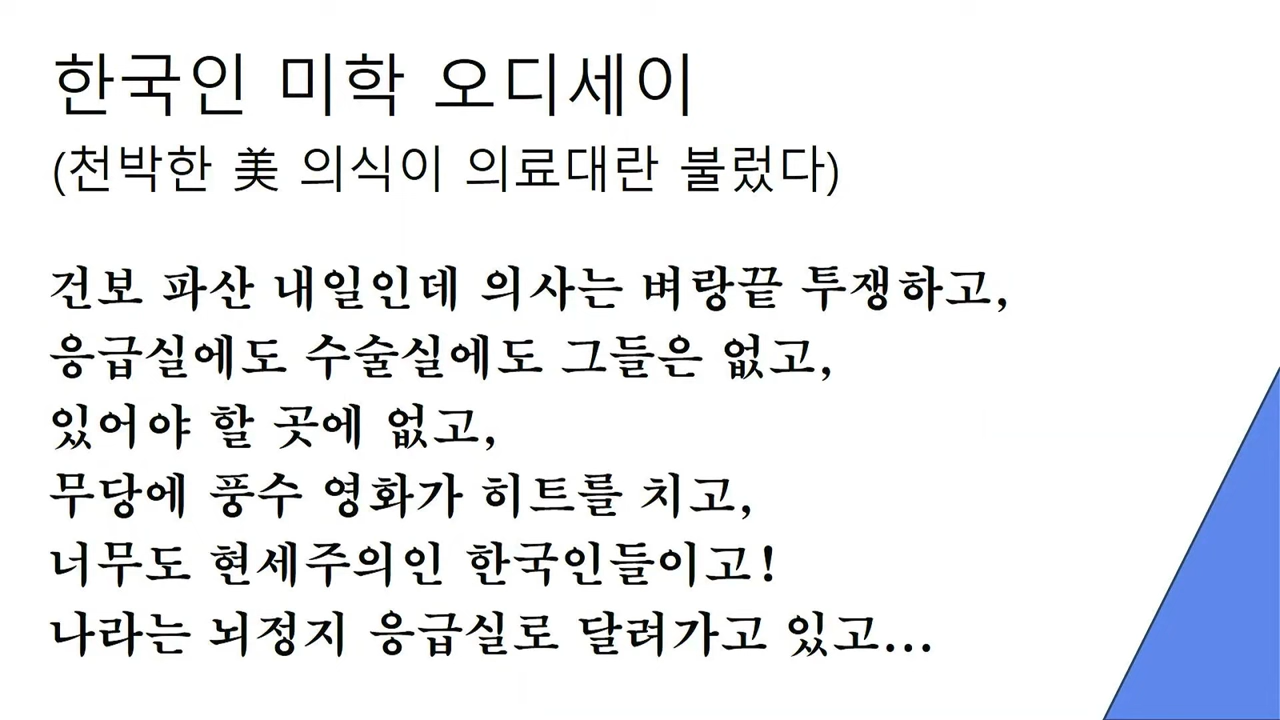 한국인 미학 오디세이
(천박한 美 의식이 의료대란 불렀다)
건보 파산 내일인데 의사는 벼랑끝 투쟁하고,
응급실에도 수술실에도 그들은 없고,
있어야 할 곳에 없고,
무당에 풍수 영화가 히트를 치고,
너무도 현세주의인 한국인들이고!
나라는 뇌정지 응급실로 달려가고 있고...